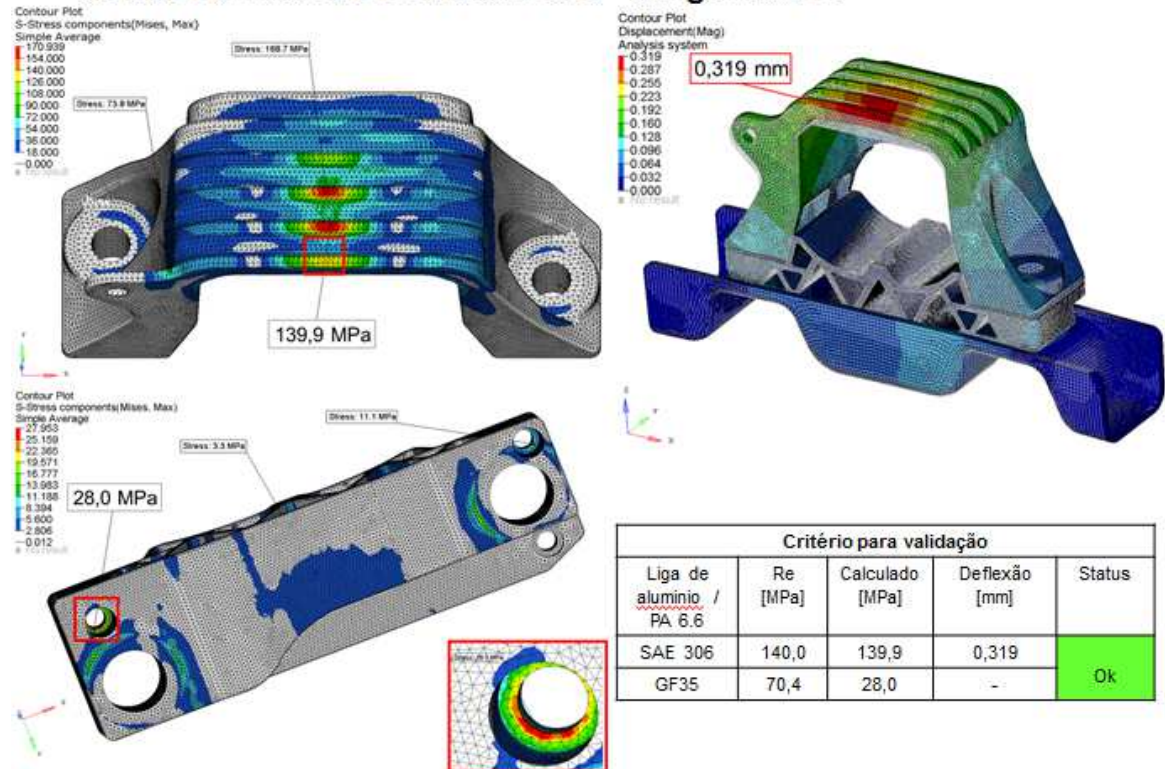 Contour Plot
S-Stress components(Mises, Max)
Simple Average
170.939
154.000
140.000
126.000
108.000
90.000
72.000
54.000
36.000
18.000
0.000
No result
Stress: 168.7 MPa
Stress: 73.8 MPa
139,9 MPa
Contour Plot
Displacement(Mag)
Analysis system
0.319
0.287
0.255
0.223
0.192
0.160
0.128
0.096
0.064
0.032
0.000
No result
0,319 mm
Contour Plot
S-Stress components(Mises, Max)
Simple Average
27.953
25.159
22.365
19.571
16.777
13.983
11.188
8.394
5.600
2.806
0.012
No result
Stress: 11.1 MPa
Stress: 3.3 MPa
28,0 MPa
Critério para validação
Liga de aluminio / PA 6.6 Re [MPa] Calculado [MPa] Deflexão [mm] Status
SAE 306 140,0 139,9 0,319 Ok
GF35 70,4 28,0 -